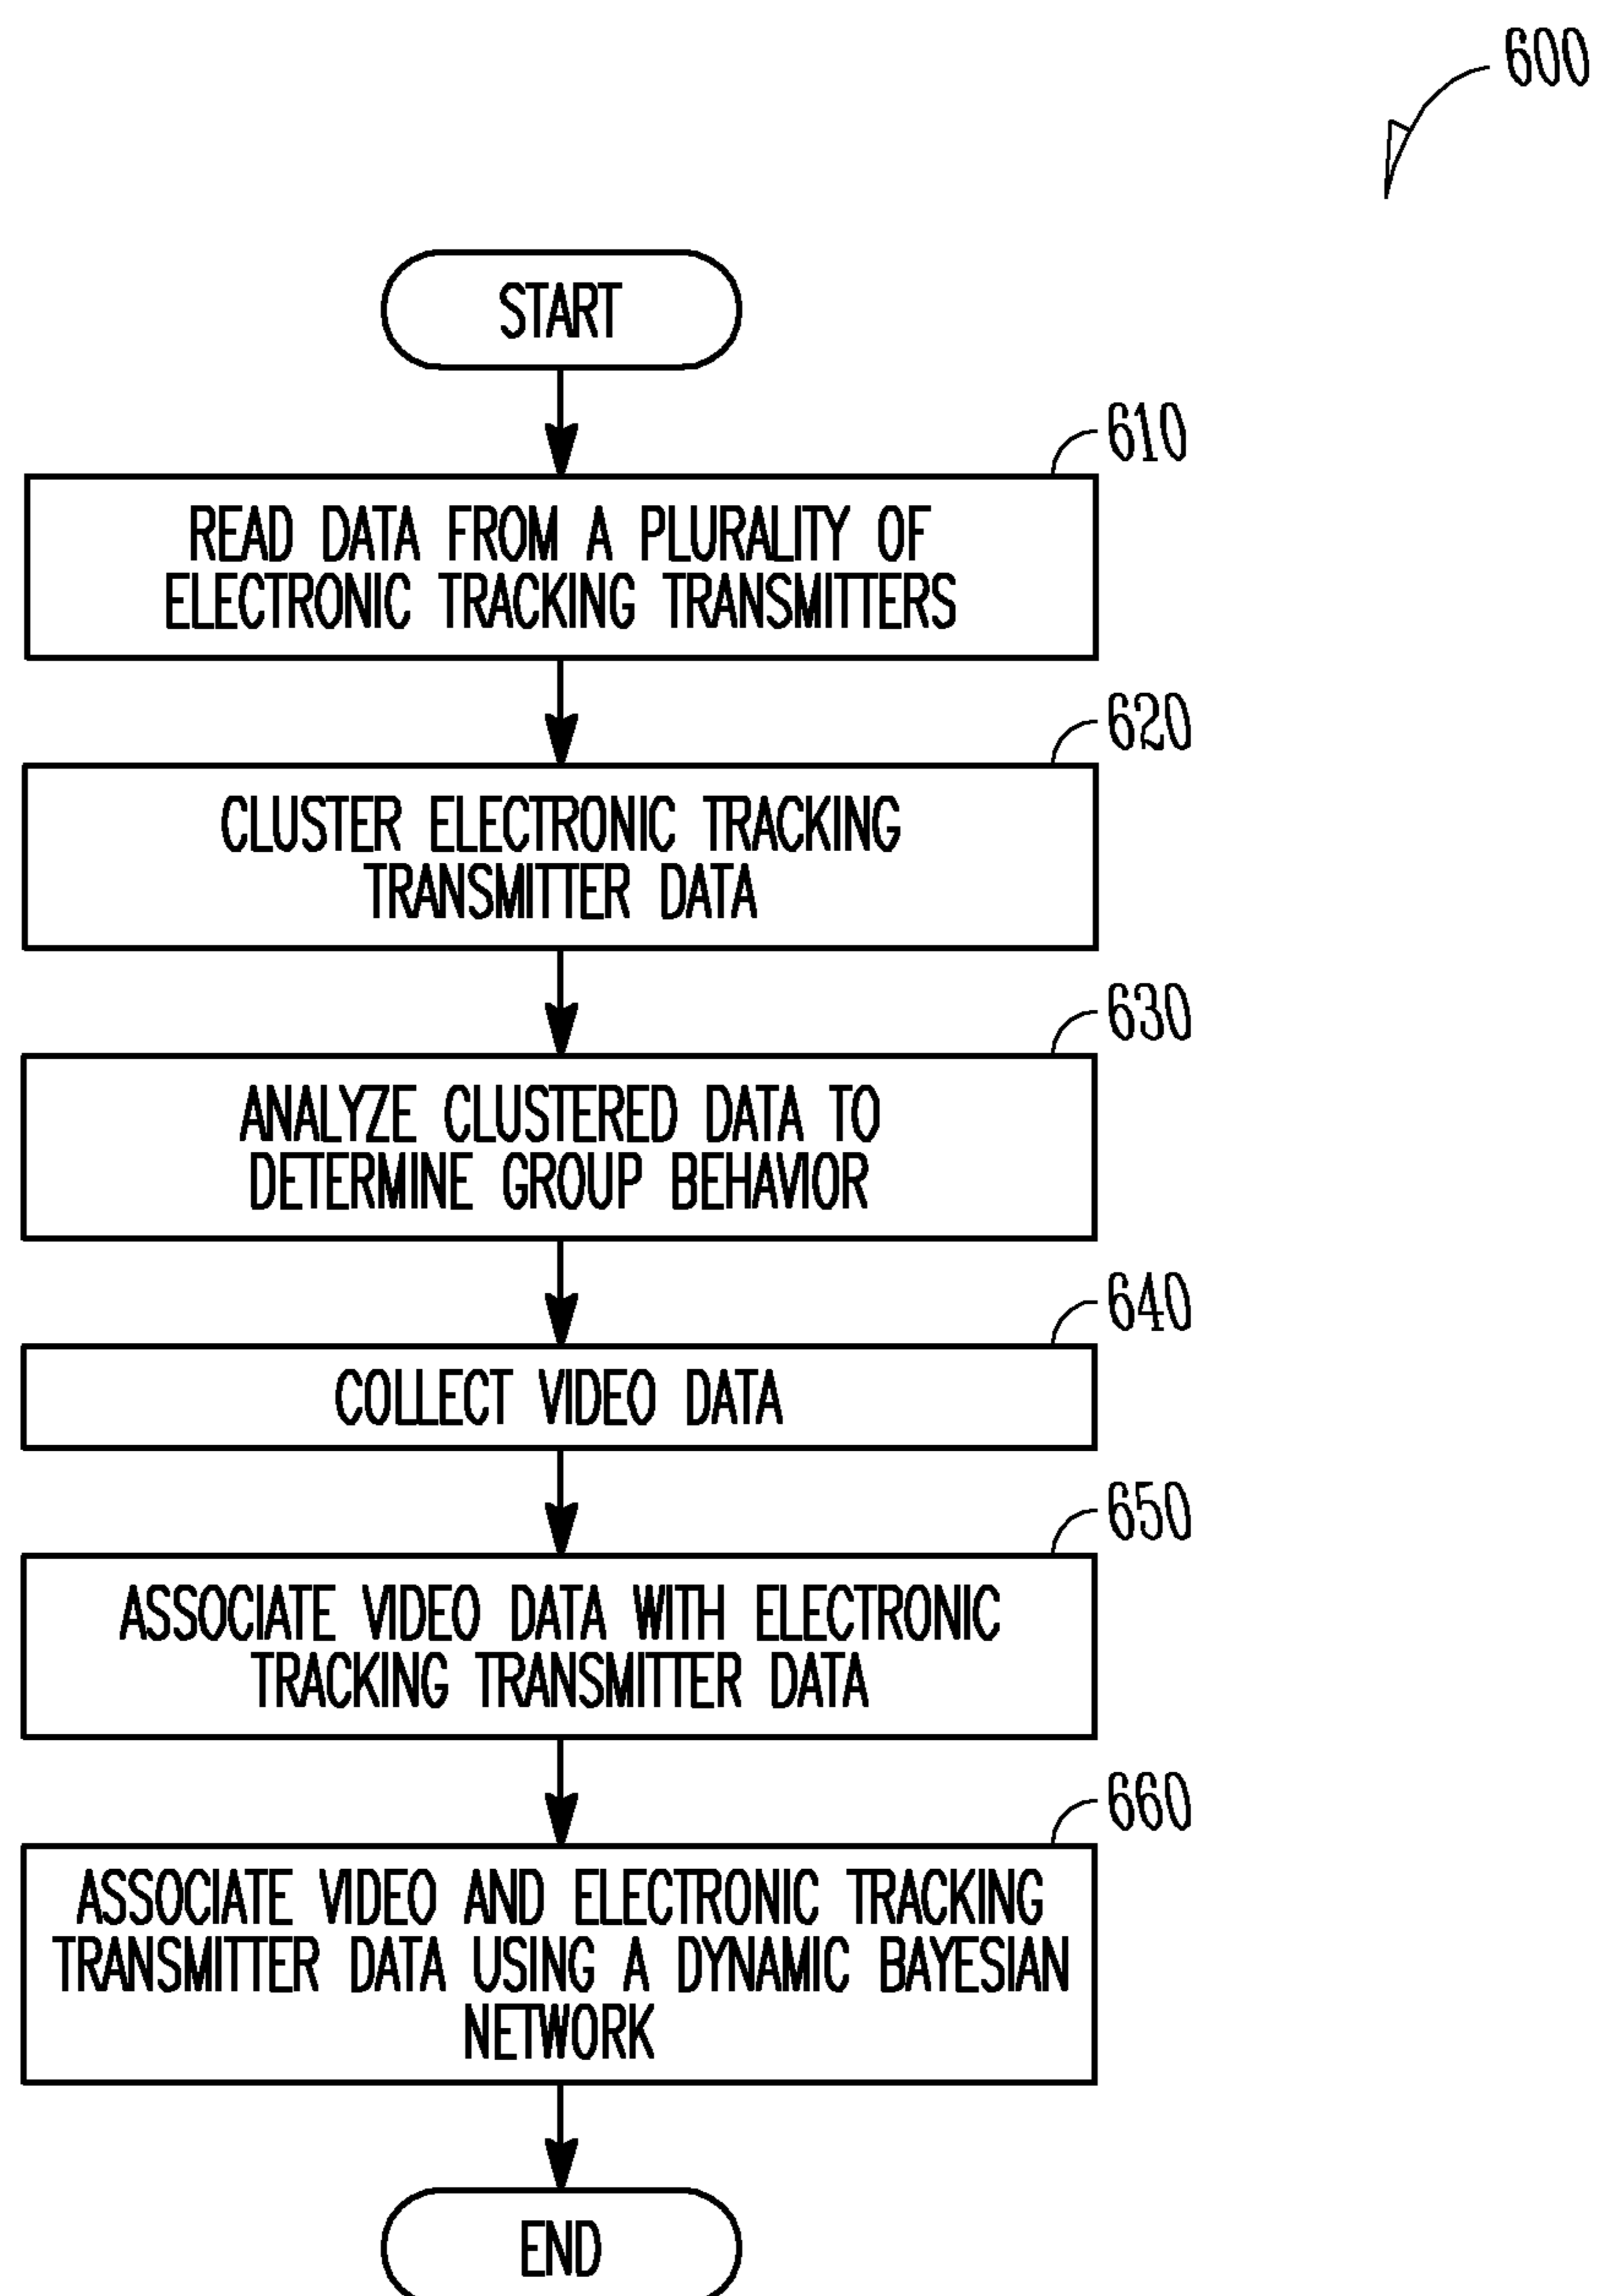 600
START
610
READ DATA FROM A PLURALITY OF
ELECTRONIC TRACKING TRANSMITTERS
620
CLUSTER ELECTRONIC TRACKING
TRANSMITTER DATA
630
ANALYZE CLUSTERED DATA TO
DETERMINE GROUP BEHAVIOR
640
COLLECT VIDEO DATA
650
ASSOCIATE VIDEO DATA WITH ELECTRONIC
TRACKING TRANSMITTER DATA
660
ASSOCIATE VIDEO AND ELECTRONIC TRACKING
TRANSMITTER DATA USING A DYNAMIC BAYESIAN
NETWORK
END